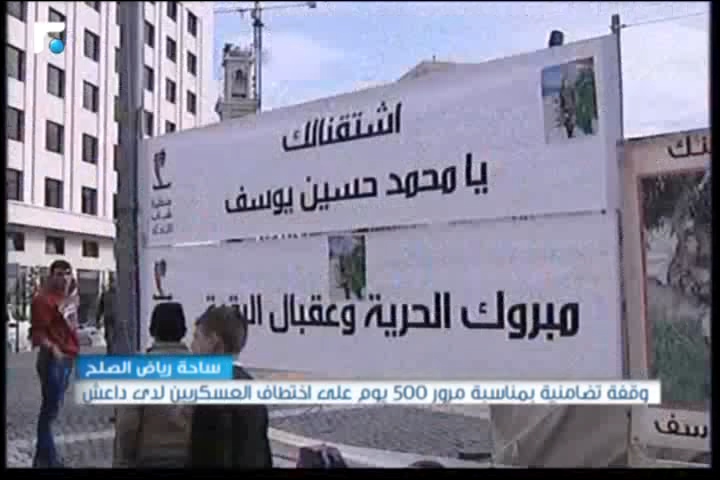 اشتقنالك
يا محمد حسين يوسف
مبروك الحرية وعقبال البقية
ساحة رياض الصلح
وقفة تضامنية بمناسبة مرور 500 يوم على اختطاف العسكريين لدى داعش